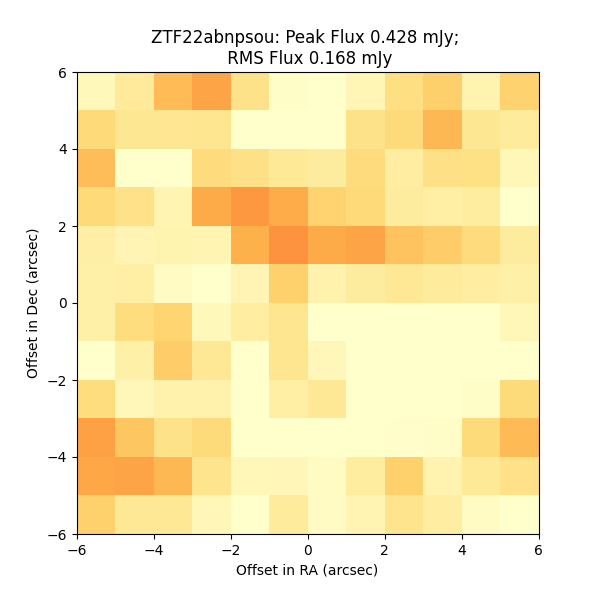 ZTF22abnpsou: Peak Flux 0.428 mJy;
RMS Flux 0.168 mJy
6
4
2
0
−2
−4
−6
Offset in Dec (arcsec)
−6 −4 −2 0 2 4 6
Offset in RA (arcsec)